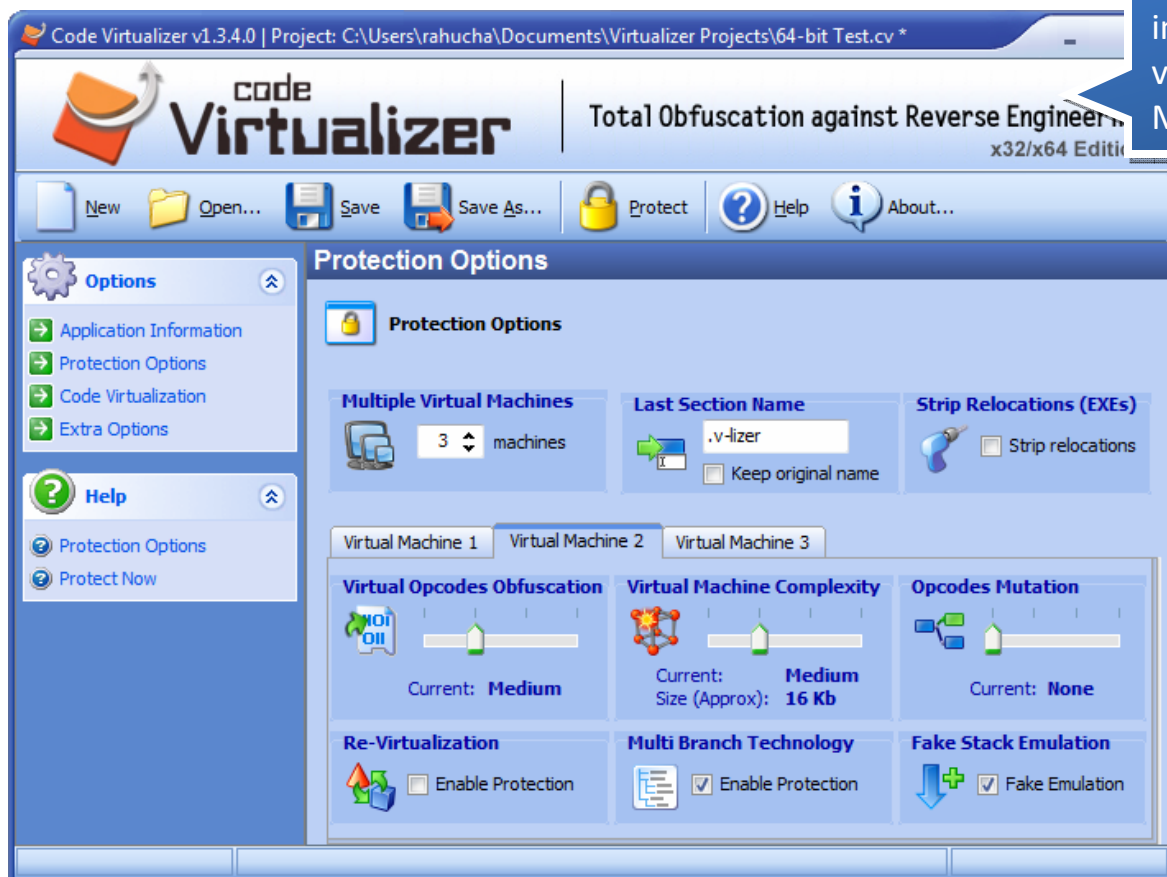 Code Virtualizer v1.3.4.0 | Project: C:\Users\rahucha\Documents\Virtualizer Projects\64-bit Test.cv *
code
Virtualizer
Total Obfuscation against Reverse
x32/x64
New
Open...
Save
Save As...
Protect
Help
About...
Options
Application Information
Protection Options
Code Virtualization
Extra Options
Help
Protection Options
Protect Now
Protection Options
Protection Options
Multiple Virtual Machines
3 machines
Last Section Name
.v-lizer
Keep original name
Strip Relocations (EXEs)
Strip relocations
Virtual Machine 1
Virtual Machine 2
Virtual Machine 3
Virtual Opcodes Obfuscation
Current: Medium
Virtual Machine Complexity
Current: Medium
Size (Approx): 16 Kb
Opcodes Mutation
Current: None
Re-Virtualization
Enable Protection
Multi Branch Technology
Enable Protection
Fake Stack Emulation
Fake Emulation